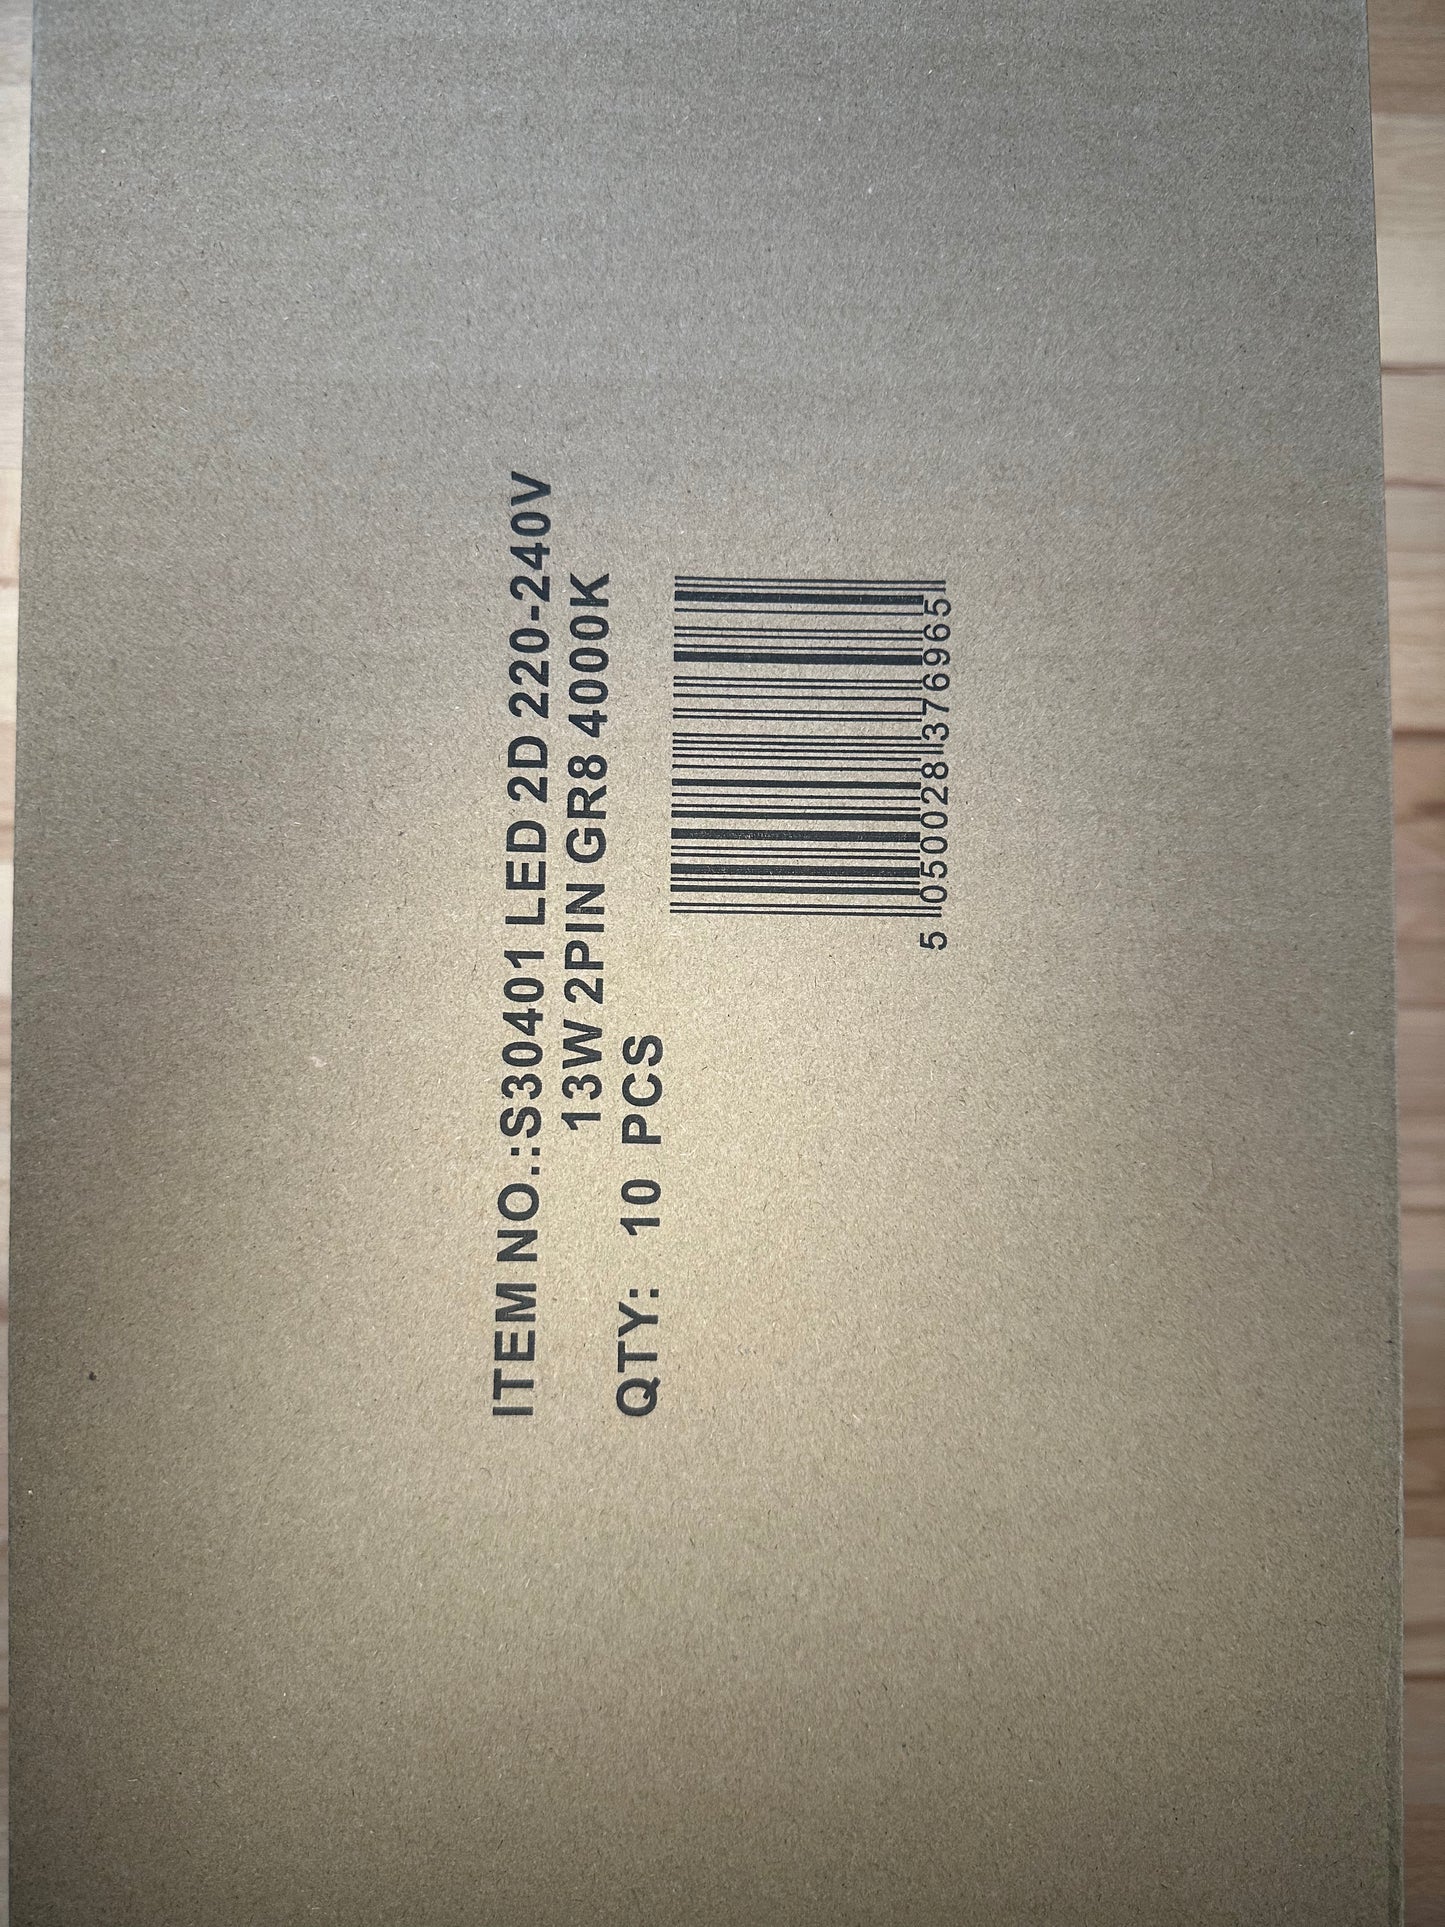 ITEM NO.:S30401 LED 2D 220-240V
13W 2PIN GR8 4000K
QTY: 10 PCS
5 050028 376965